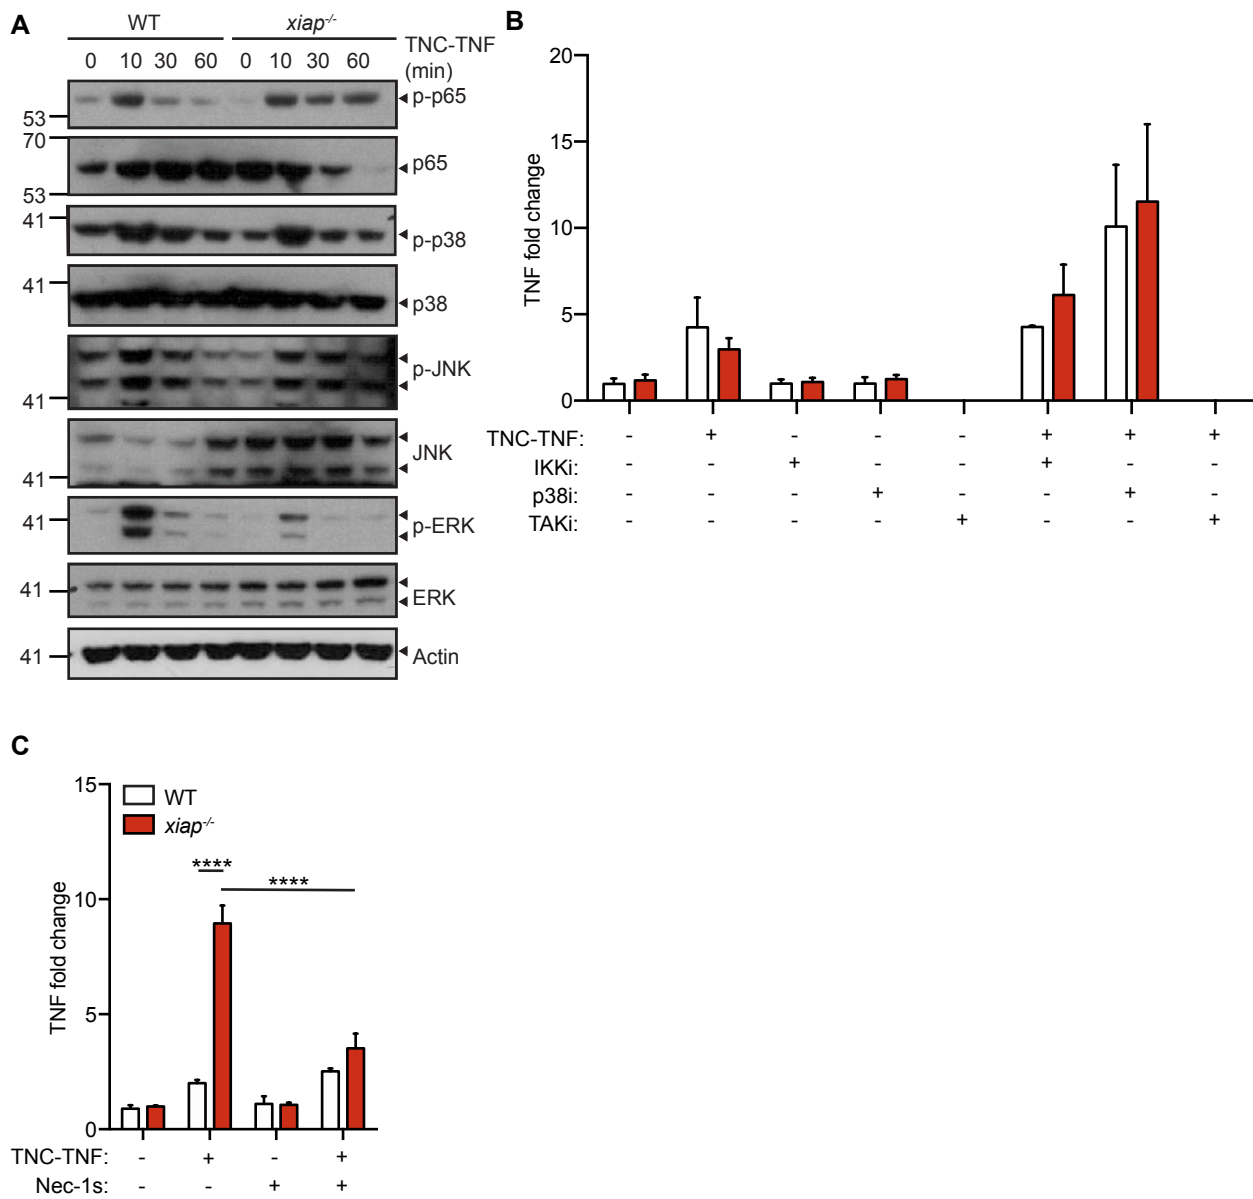 A
WT xiap-/-
0 10 30 60 0 10 30 60 TNC-TNF
(min)
p-p65
53
70
p65
53
41
p-p38
41
p38
p-JNK
41
JNK
41
41
p-ERK
41
ERK
41
Actin
B
20
15
10
5
0
TNF fold change
TNC-TNF: - + - - - + + +
IKKi: - - + - - + - -
p38i: - - - + - - + -
TAKi: - - - - + - - +
C
15
10
5
0
TNF fold change
WT
xiap-/-
****
****
TNC-TNF: - + - +
Nec-1s: - - + +